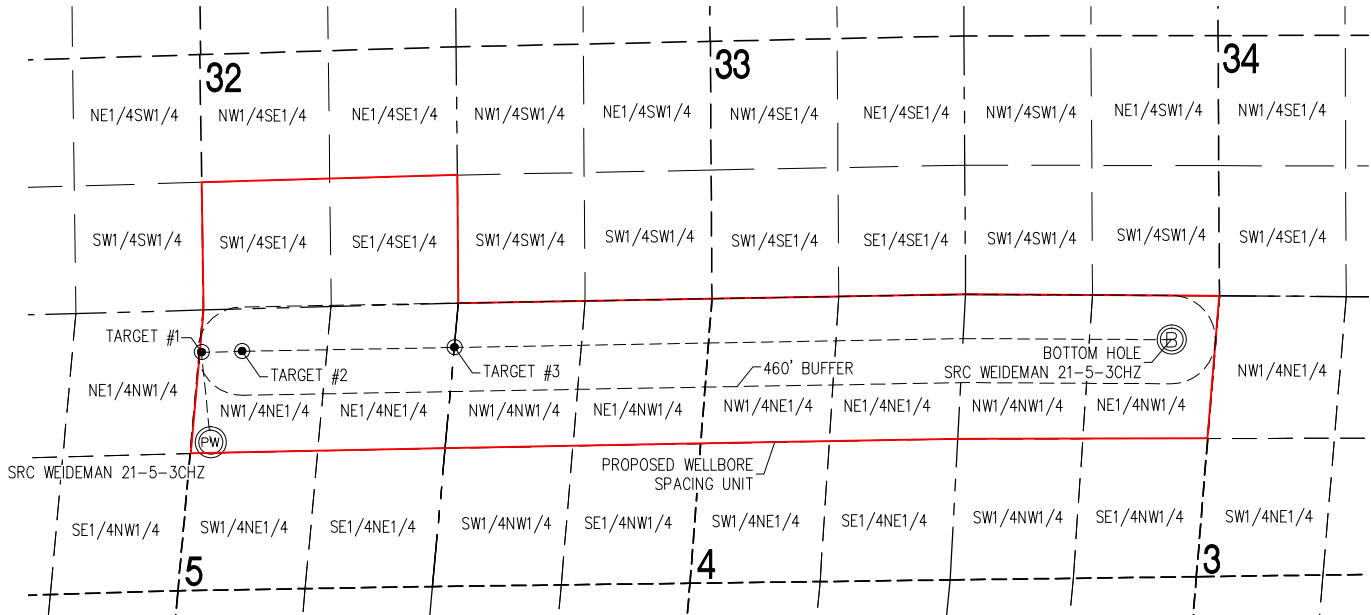 32
33
34
NE1/4SW1/4
NW1/4SE1/4
NE1/4SE1/4
NW1/4SW1/4
NE1/4SW1/4
NW1/4SE1/4
NE1/4SE1/4
NW1/4SW1/4
NE1/4SW1/4
NW1/4SE1/4
SW1/4SW1/4
SW1/4SE1/4
SE1/4SE1/4
SW1/4SW1/4
SW1/4SW1/4
SW1/4SE1/4
SE1/4SE1/4
SW1/4SW1/4
SW1/4SW1/4
SW1/4SE1/4
TARGET #1
TARGET #2
TARGET #3
460' BUFFER
B
BOTTOM HOLE
SRC WEIDEMAN 21-5-3CHZ
NE1/4NW1/4
NW1/4NE1/4
NE1/4NE1/4
NW1/4NW1/4
NE1/4NW1/4
NW1/4NE1/4
NE1/4NE1/4
NW1/4NW1/4
NE1/4NW1/4
NW1/4NE1/4
PW
SRC WEIDEMAN 21-5-3CHZ
PROPOSED WELLBORE
SPACING UNIT
SE1/4NW1/4
SW1/4NE1/4
SE1/4NE1/4
SW1/4NW1/4
SE1/4NW1/4
SW1/4NE1/4
SE1/4NE1/4
SW1/4NW1/4
SE1/4NW1/4
SW1/4NE1/4
5
4
3